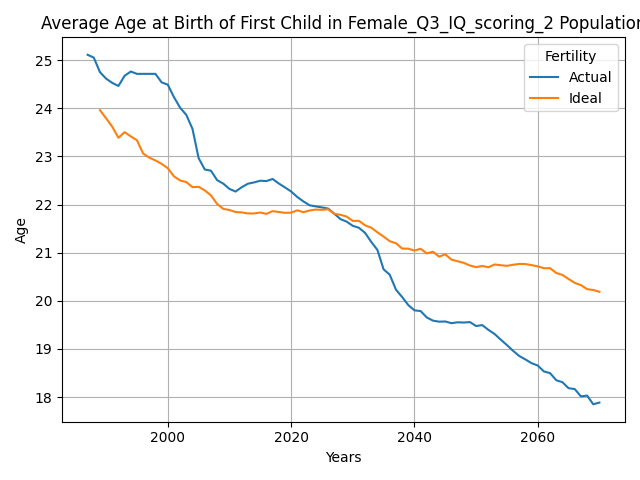 Average Age at Birth of First Child in Female_Q3_IQ_scoring_2 Population
Fertility
Actual
Ideal
25
24
23
22
21
20
19
18
Age
2000
2020
2040
2060
Years